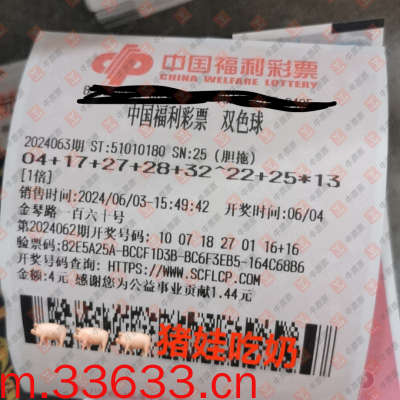 中国福利彩票
CHINA WELFARE LOTTERY
中国福利彩票 双色球
2024063期 ST:51010180 SN:25 (胆拖)
04+17+27+28+32^22+25*13
[1倍]
销售时间:2024/06/03-15:49:42 开奖时间:06/04
金琴路一百六十号
第2024062期开奖号码: 10 07 18 27 01 16+16
验票码:82E5A25A-BCCF1D3B-BC6F3EB5-164C68B6
开奖号码查询: HTTPS://WWW.SCFLCP.COM
金额:4元 感谢您为公益事业贡献1.44元
猪娃吃奶
m.33633.cn